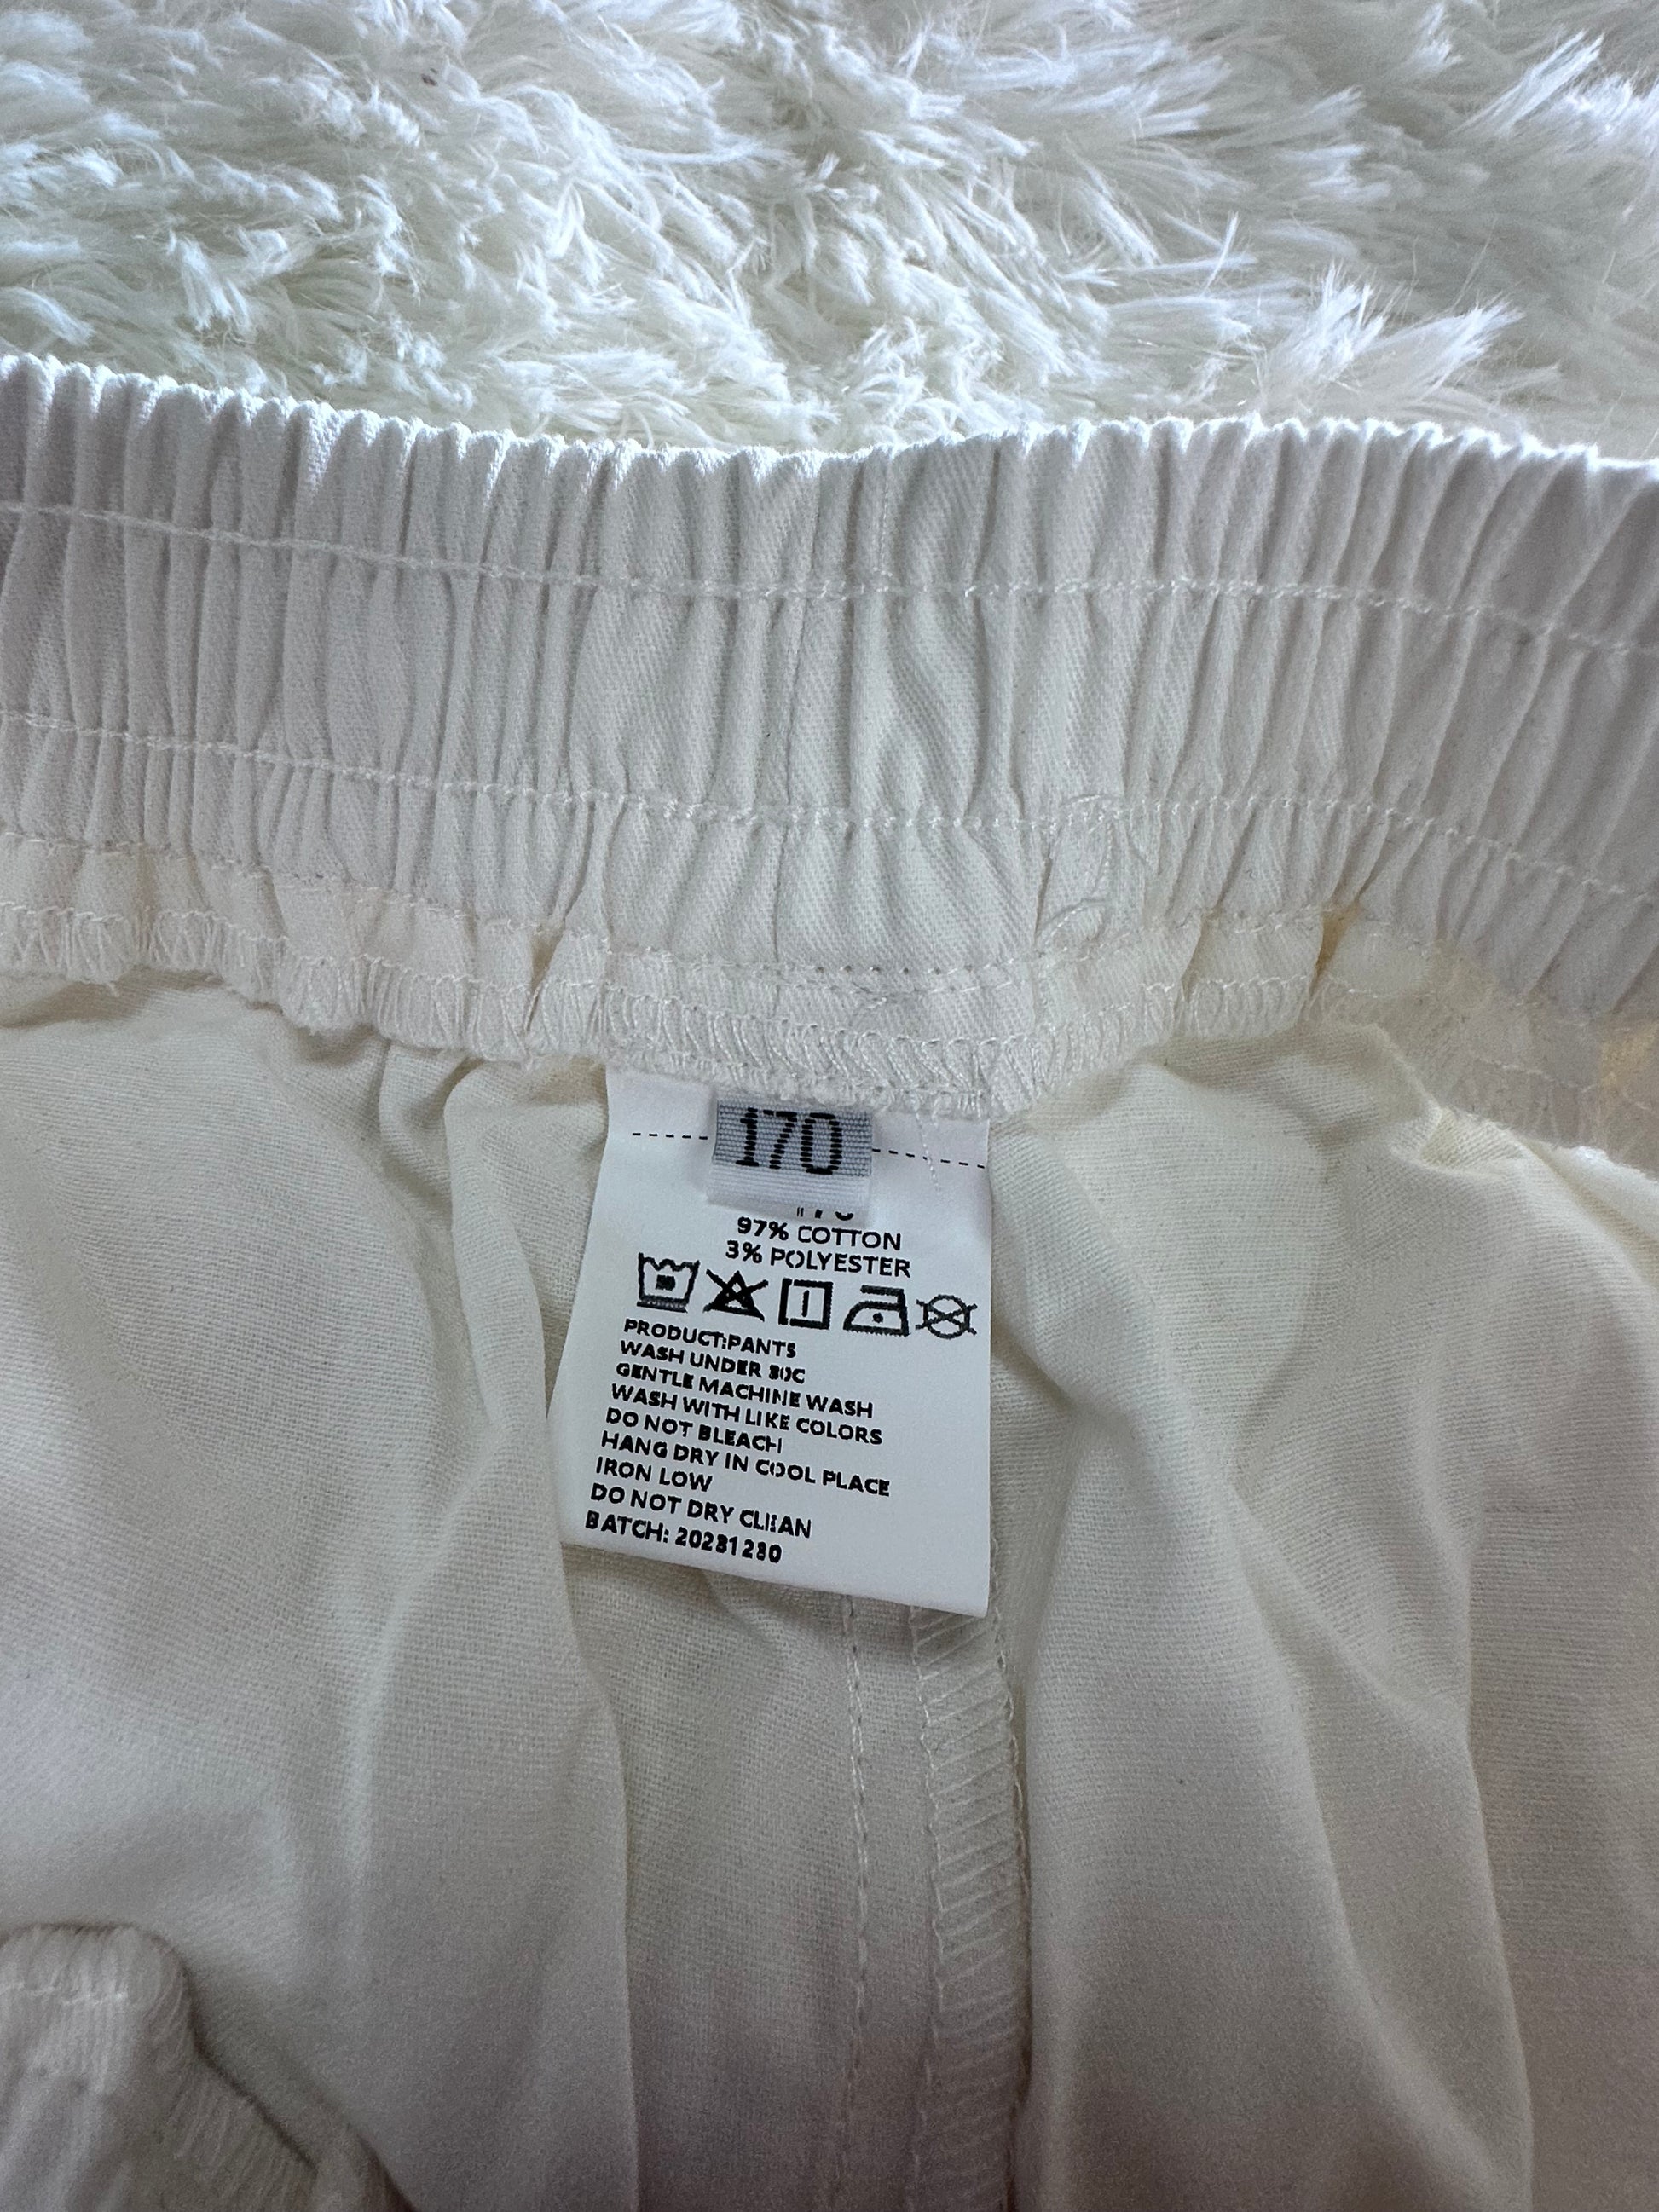 170
97% COTTON
3% POLYESTER
PRODUCT:PANTS
WASH UNDER 30C
GENTLE MACHINE WASH
WASH WITH LIKE COLORS
DO NOT BLEACH
HANG DRY IN COOL PLACE
IRON LOW
DO NOT DRY CLEAN
BATCH: